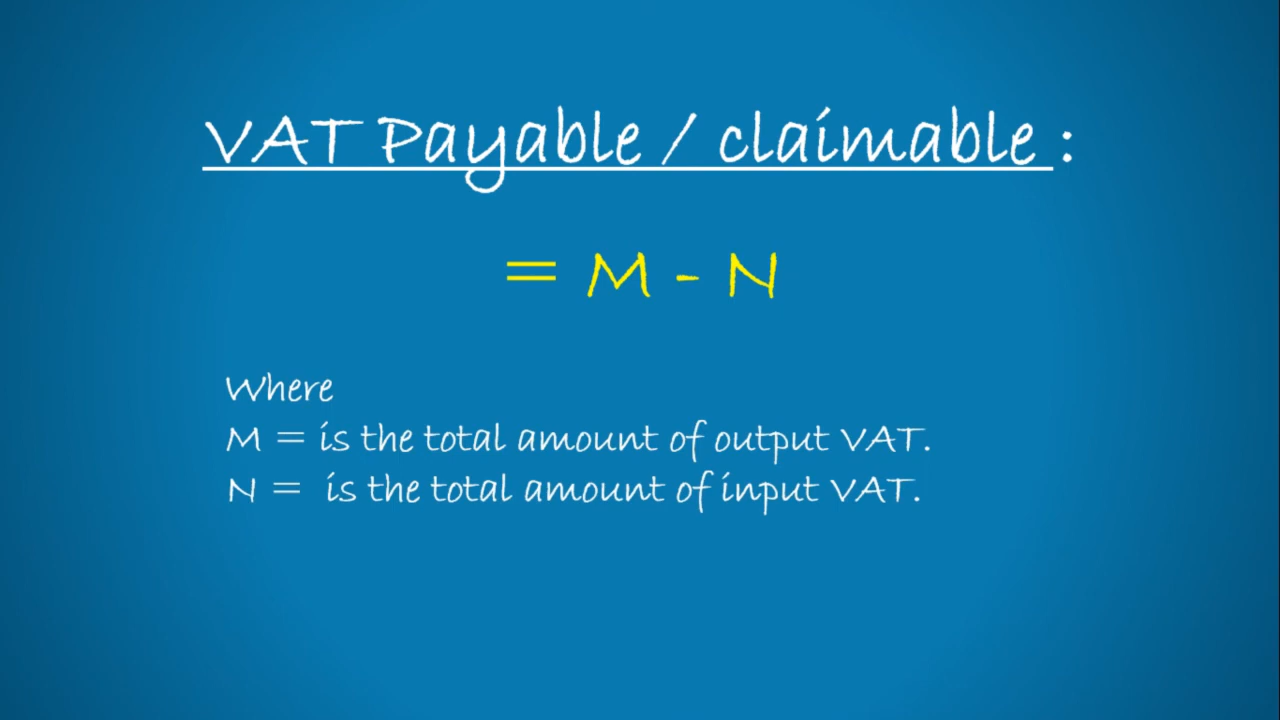 VAT Payable / claimable :
= M - N
Where
M = is the total amount of output VAT.
N = is the total amount of input VAT.